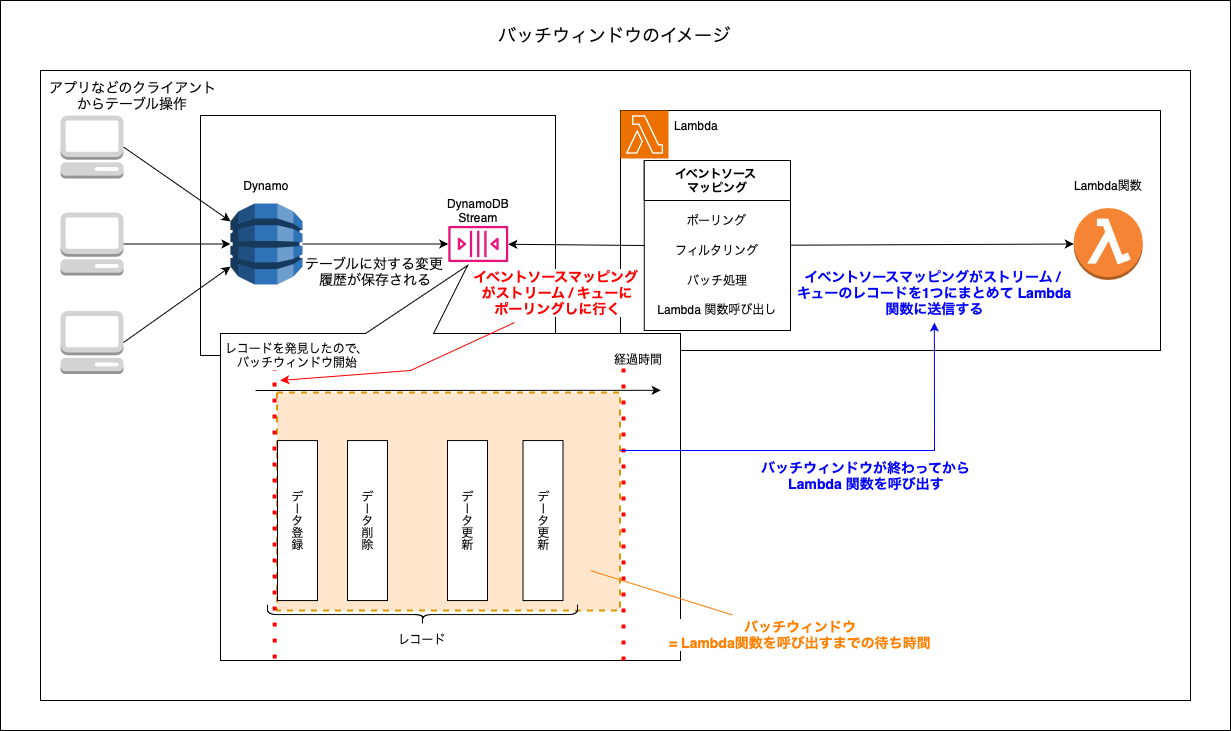 バッチウィンドウのイメージ
アプリなどのクライアント
からテーブル操作
Dynamo
DynamoDB
Stream
テーブルに対する変更
履歴が保存される
Lambda
イベントソース
マッピング
ポーリング
フィルタリング
バッチ処理
Lambda 関数呼び出し
Lambda関数
イベントソースマッピング
がストリーム / キューに
ポーリングしに行く
イベントソースマッピングがストリーム /
キューのレコードを1つにまとめて Lambda
関数に送信する
レコードを発見したので、
バッチウィンドウ開始
経過時間
データ登録
データ削除
データ更新
データ更新
レコード
バッチウィンドウが終わってから
Lambda 関数を呼び出す
バッチウィンドウ
= Lambda関数を呼び出すまでの待ち時間